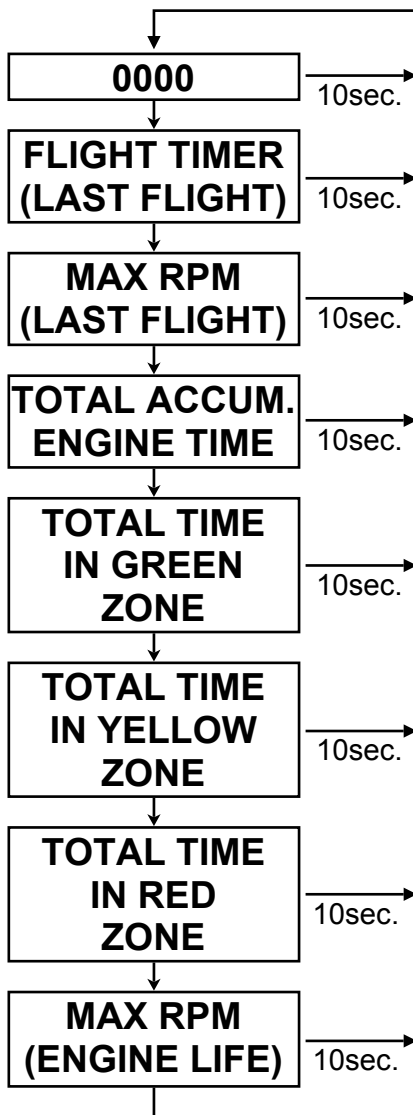 0000
10sec.
FLIGHT TIMER
(LAST FLIGHT)
10sec.
MAX RPM
(LAST FLIGHT)
10sec.
TOTAL ACCUM.
ENGINE TIME
10sec.
TOTAL TIME
IN GREEN
ZONE
10sec.
TOTAL TIME
IN YELLOW
ZONE
10sec.
TOTAL TIME
IN RED
ZONE
10sec.
MAX RPM
(ENGINE LIFE)
10sec.